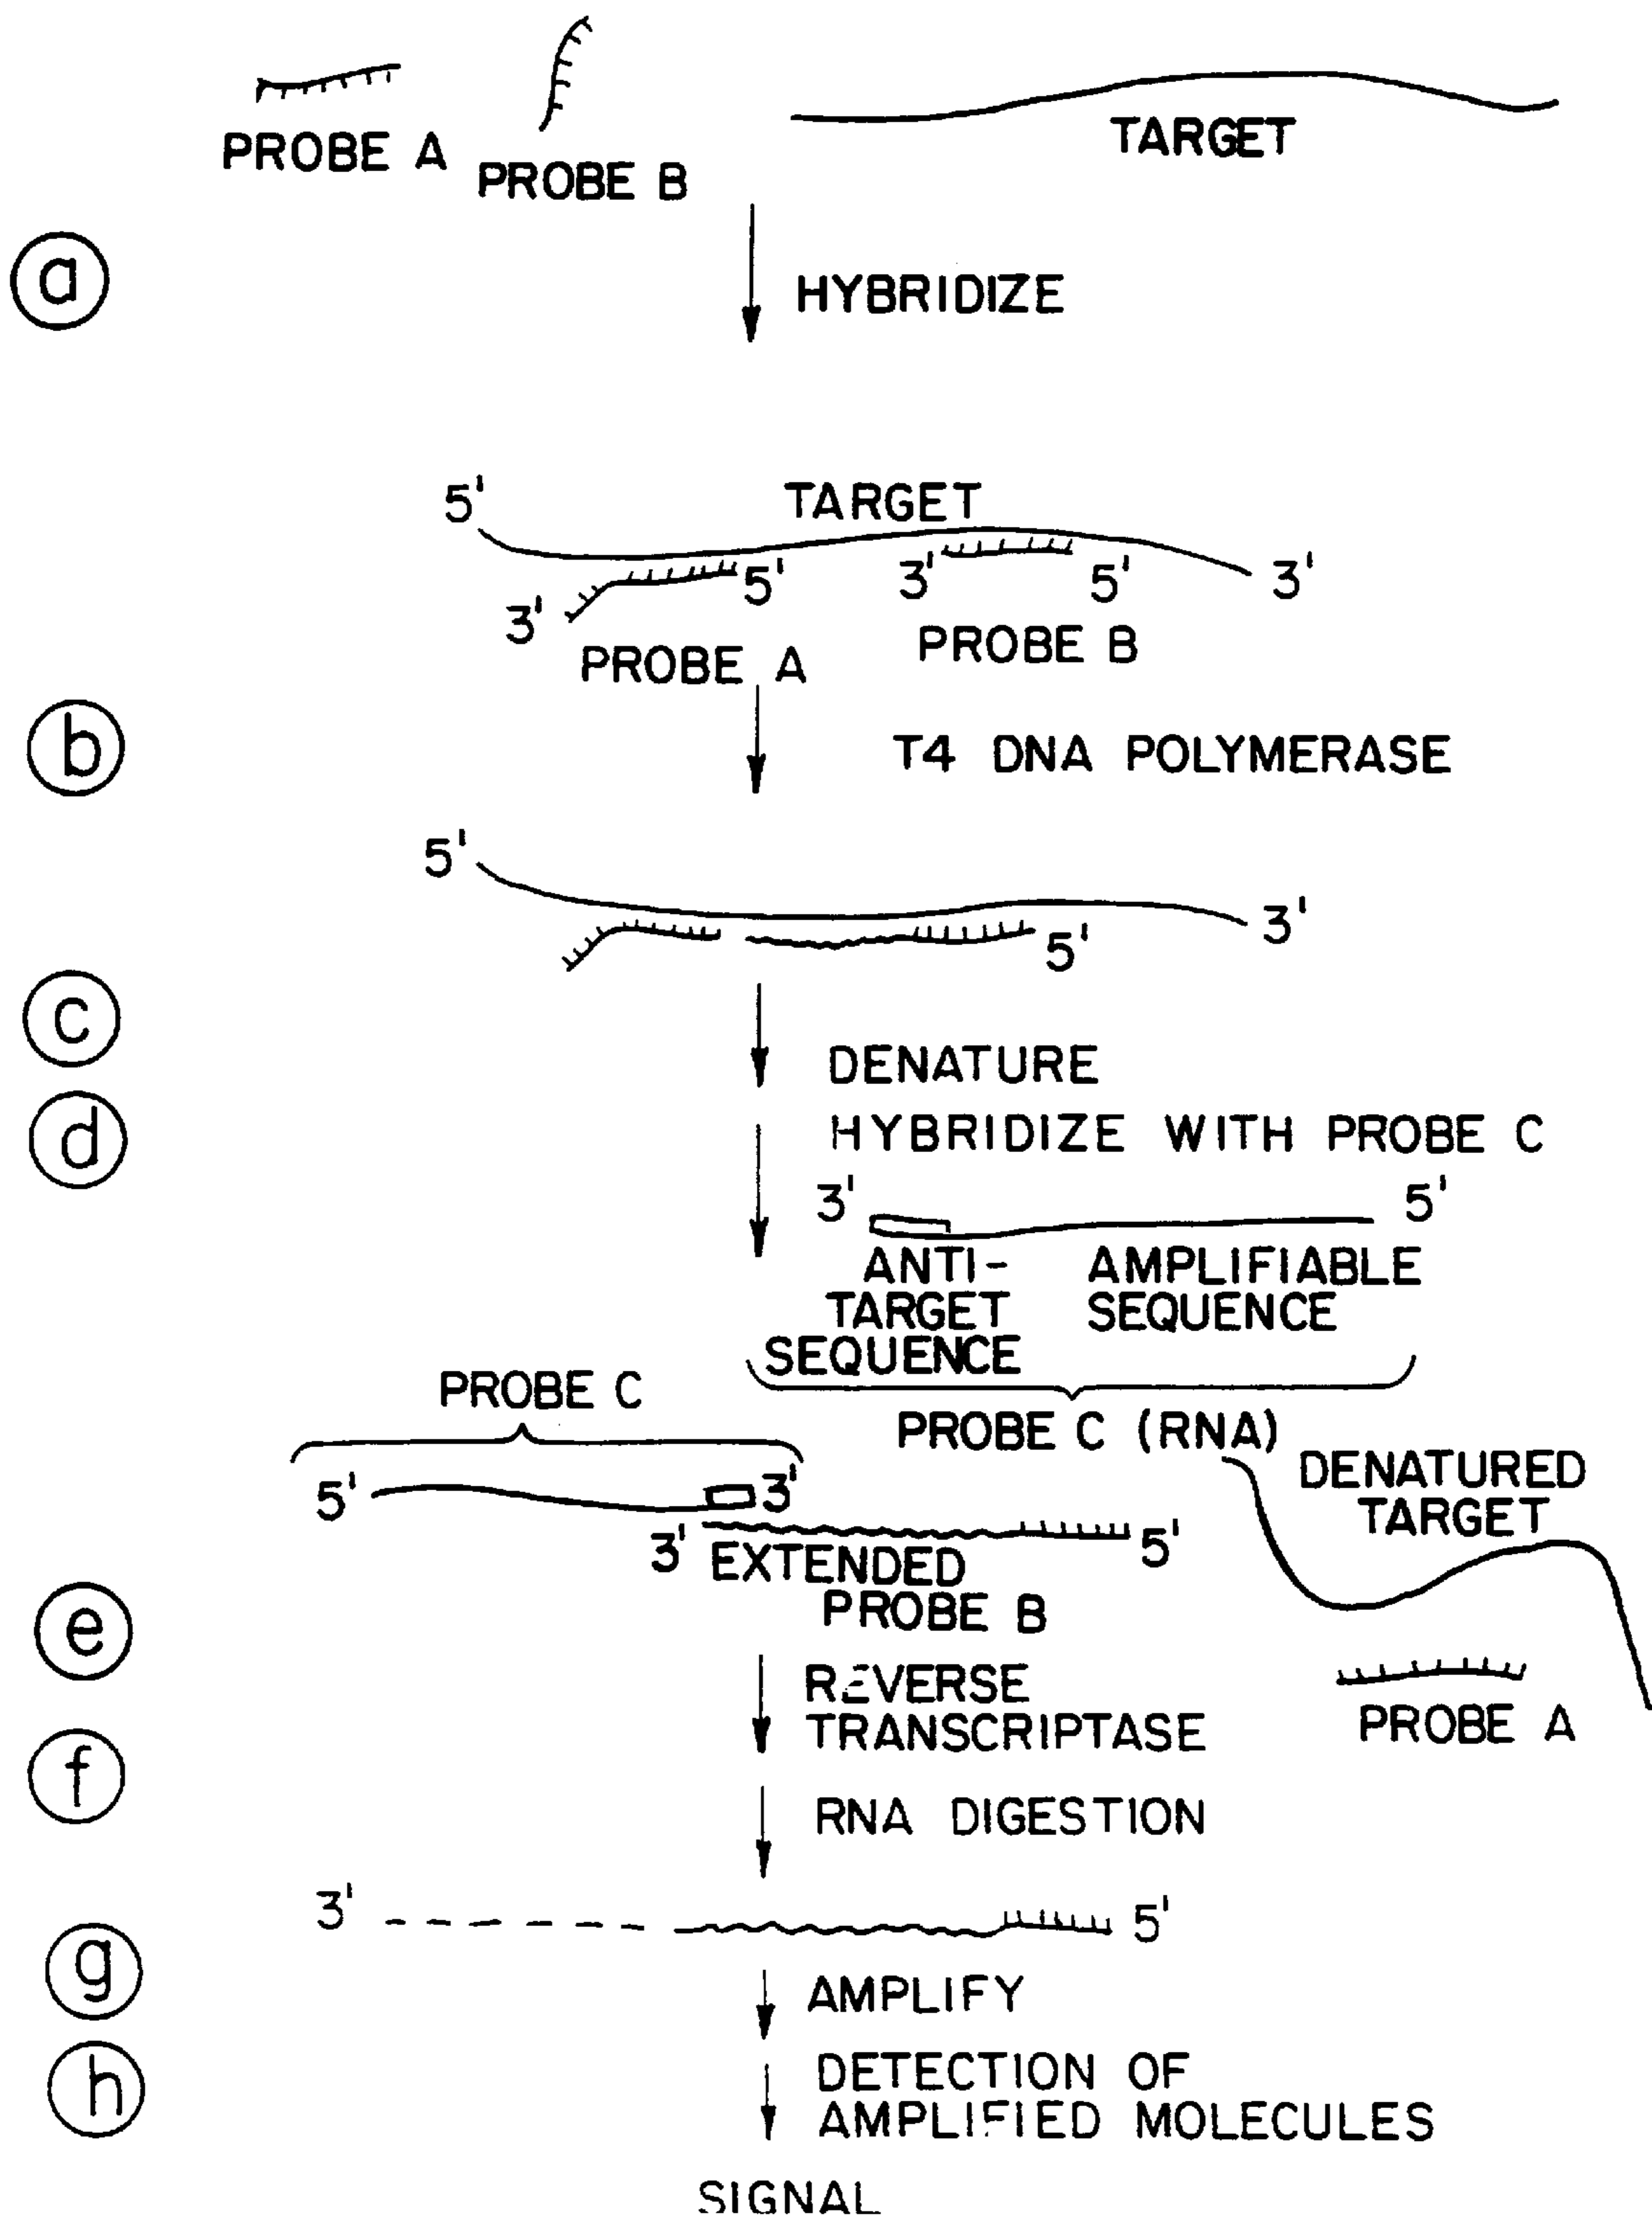 PROBE A
PROBE B
TARGET
a
HYBRIDIZE
5'
TARGET
3'
5'
3'
5'
3'
PROBE A
PROBE B
b
T4 DNA POLYMERASE
5'
3'
5'
c
DENATURE
d
HYBRIDIZE WITH PROBE C
3'
5'
ANTI-
TARGET
SEQUENCE
AMPLIFIABLE
SEQUENCE
PROBE C
PROBE C (RNA)
5'
3'
3'
5'
EXTENDED
PROBE B
DENATURED
TARGET
PROBE A
e
REVERSE
TRANSCRIPTASE
f
RNA DIGESTION
3'
5'
g
AMPLIFY
h
DETECTION OF
AMPLIFIED MOLECULES
SIGNAL